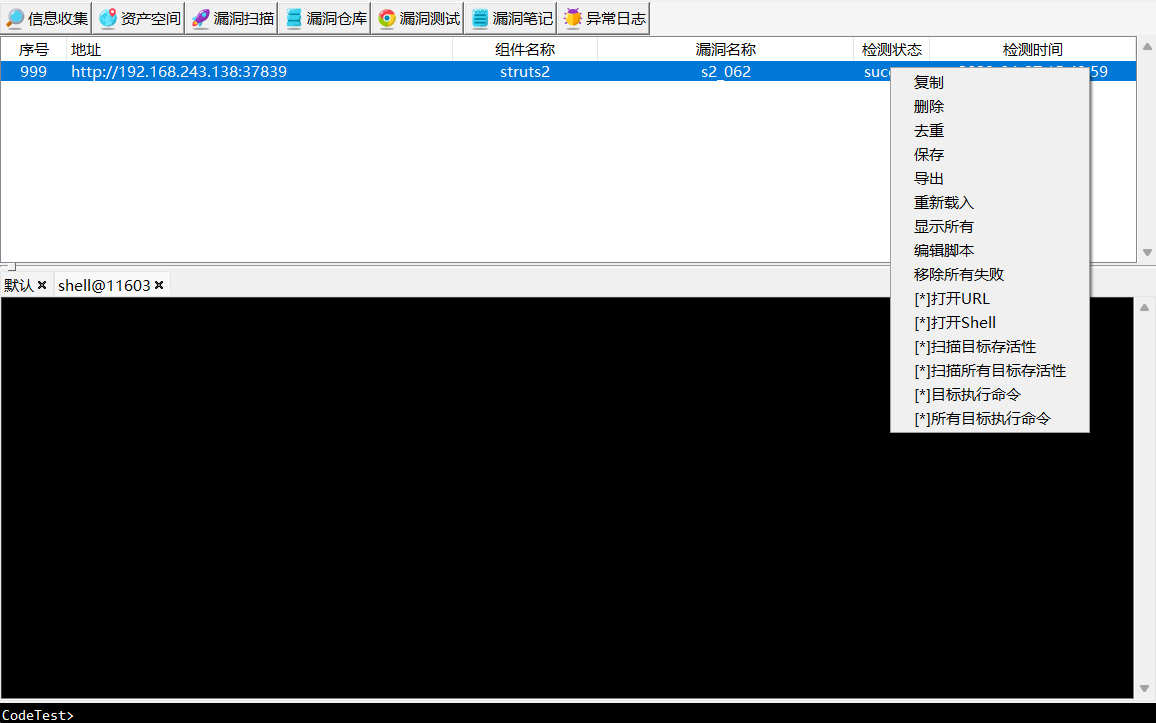 信息收集 资产空间 漏洞扫描 漏洞仓库 漏洞测试 漏洞笔记 异常日志
序号 地址 组件名称 漏洞名称 检测状态 检测时间
999 http://192.168.243.138:37839 struts2 s2_062
复制
删除
去重
保存
导出
重新载入
显示所有
编辑脚本
移除所有失败
[*]打开URL
[*]打开Shell
[*]扫描目标存活性
[*]扫描所有目标存活性
[*]目标执行命令
[*]所有目标执行命令
默认 shell@11603
CodeTest>